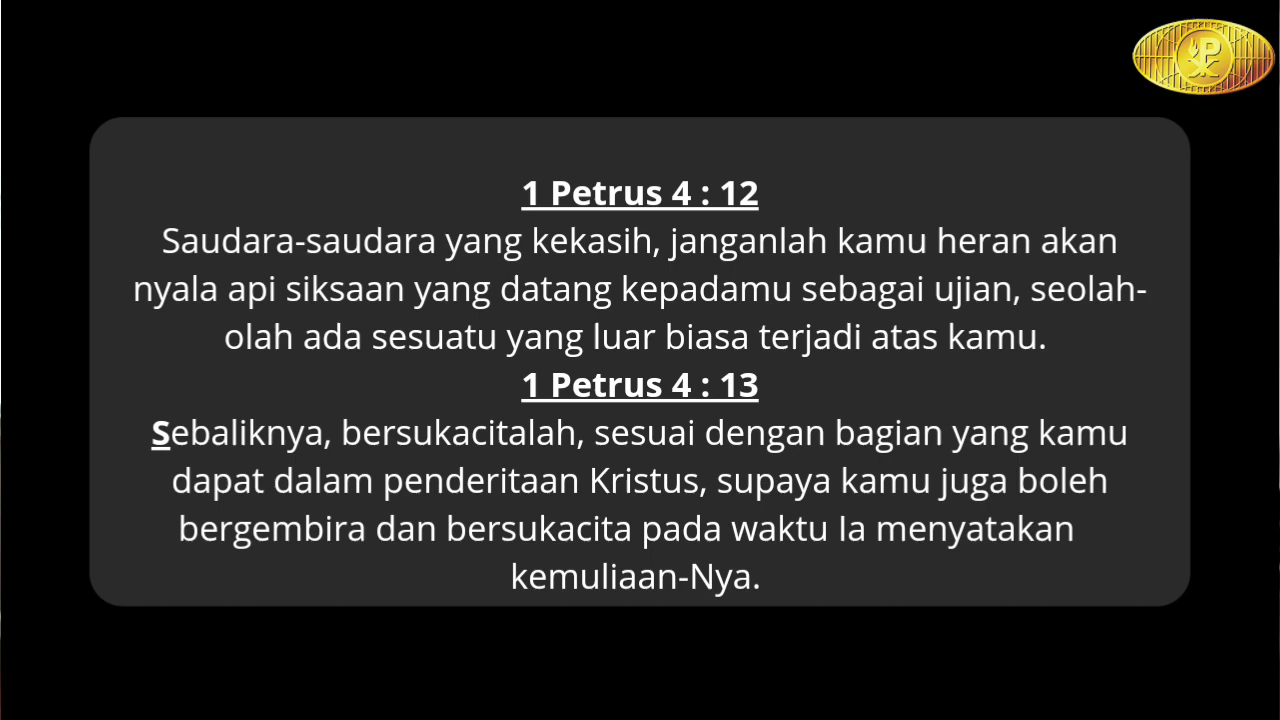 1 Petrus 4 : 12
Saudara-saudara yang kekasih, janganlah kamu heran akan
nyala api siksaan yang datang kepadamu sebagai ujian, seolah-
olah ada sesuatu yang luar biasa terjadi atas kamu.
1 Petrus 4 : 13
Sebaliknya, bersukacitalah, sesuai dengan bagian yang kamu
dapat dalam penderitaan Kristus, supaya kamu juga boleh
bergembira dan bersukacita pada waktu Ia menyatakan
kemuliaan-Nya.